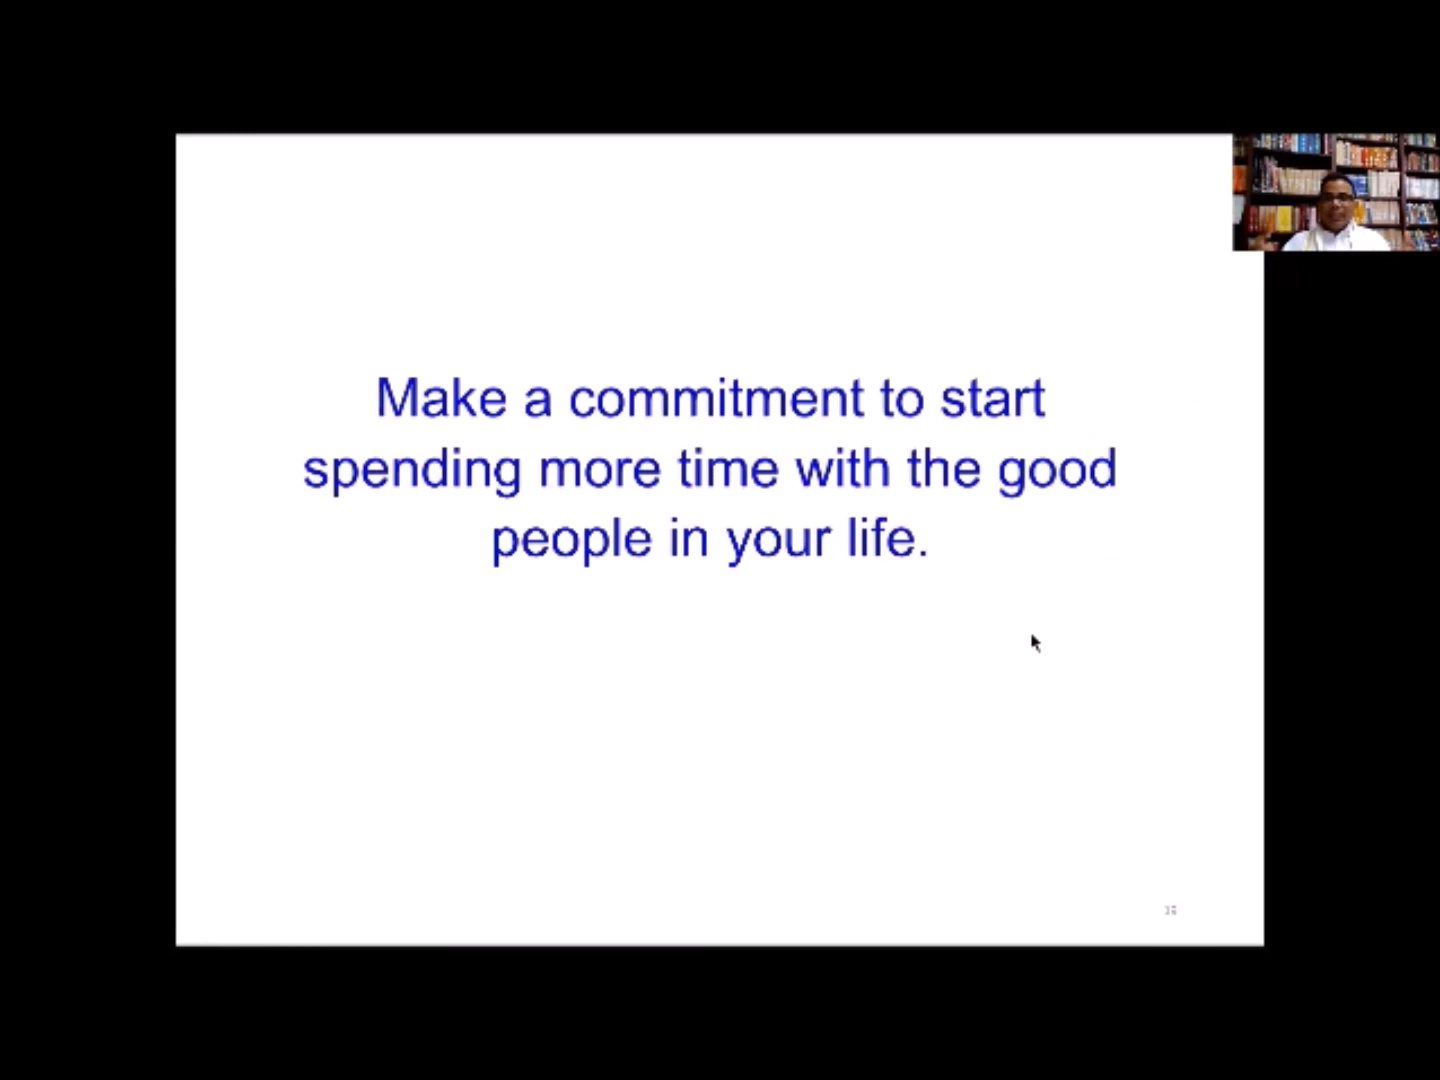 Make a commitment to start
spending more time with the good
people in your life.